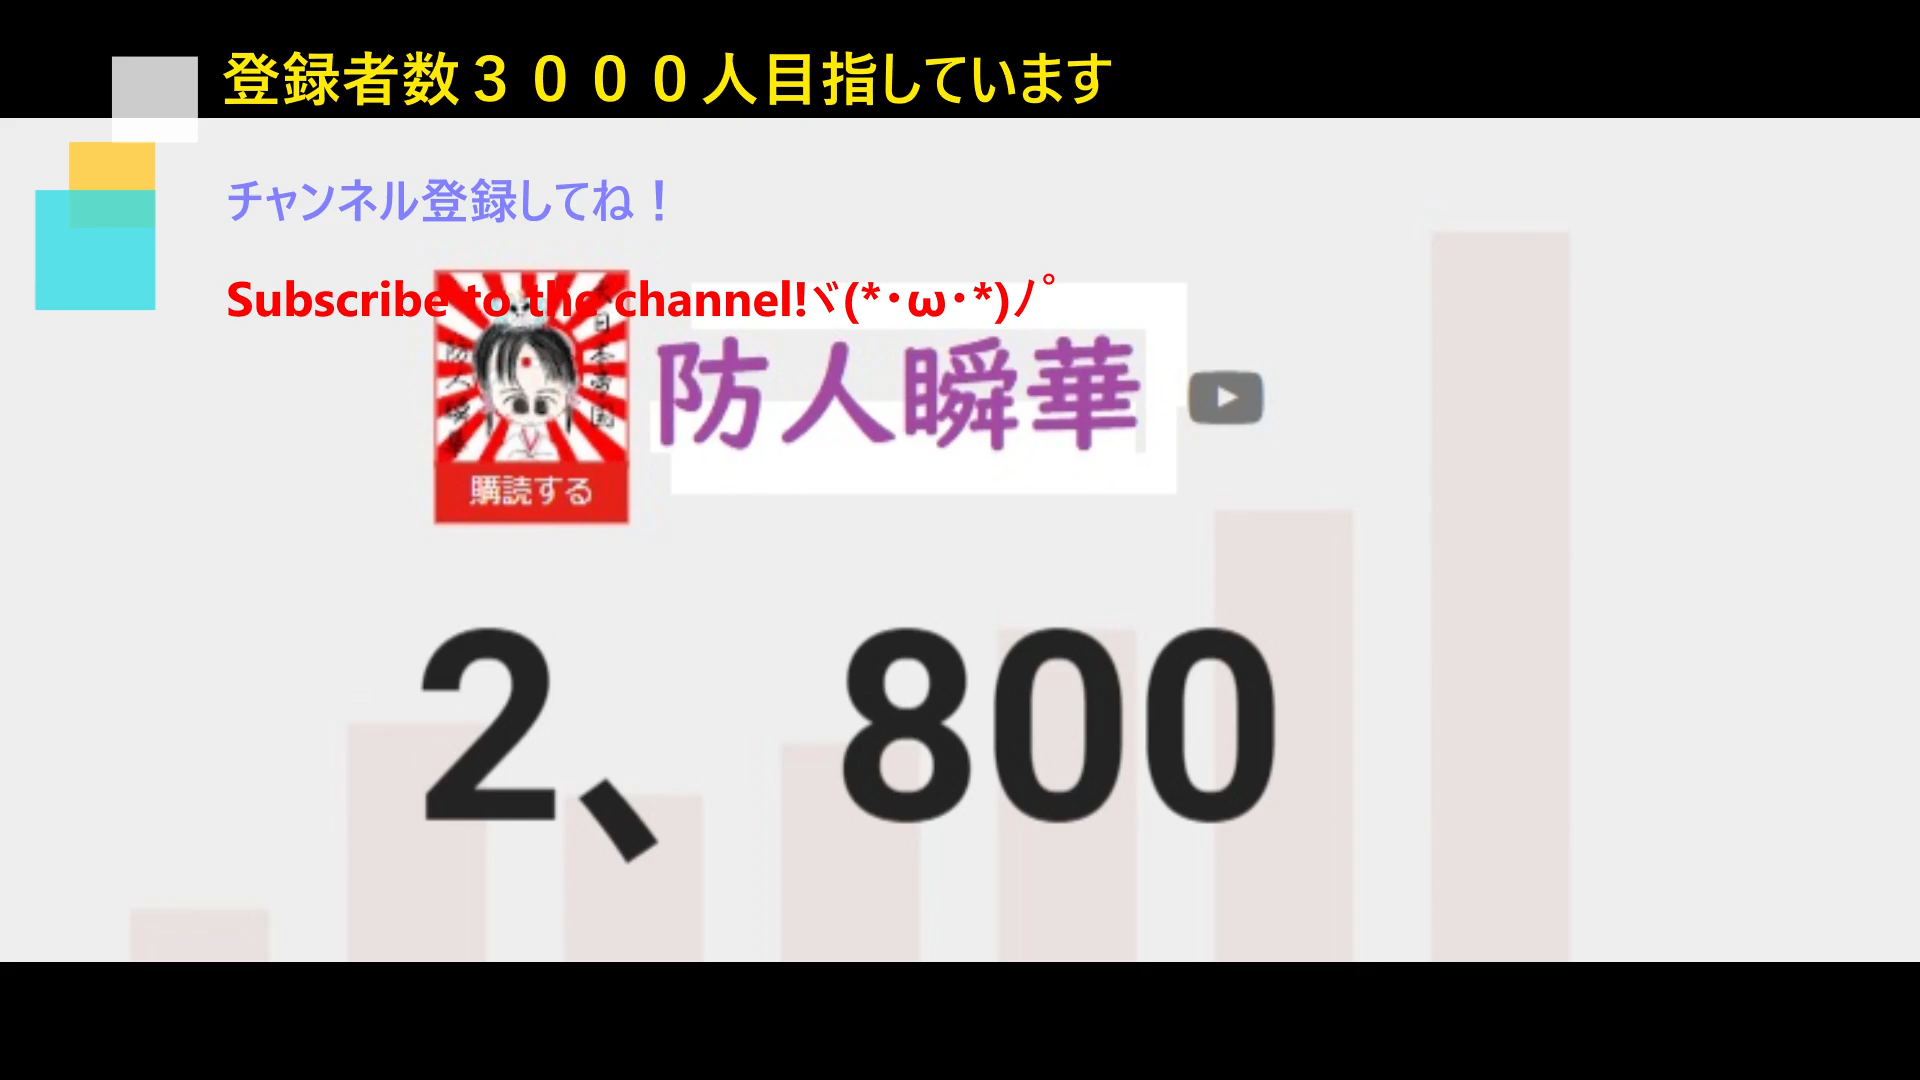 登録者数３０００人目指しています
チャンネル登録してね！
Subscribe to the channel!ヾ(*･ω･*)ﾉﾟ
防人瞬華
購読する
2、800